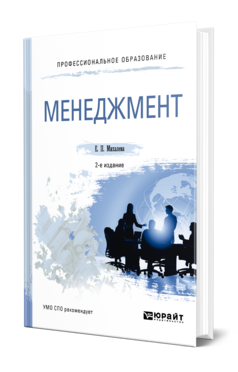 ПРОФЕССИОНАЛЬНОЕ ОБРАЗОВАНИЕ
МЕНЕДЖМЕНТ
Е. П. Михалева
2-е издание
УМО СПО рекомендует
ЮРАЙТ